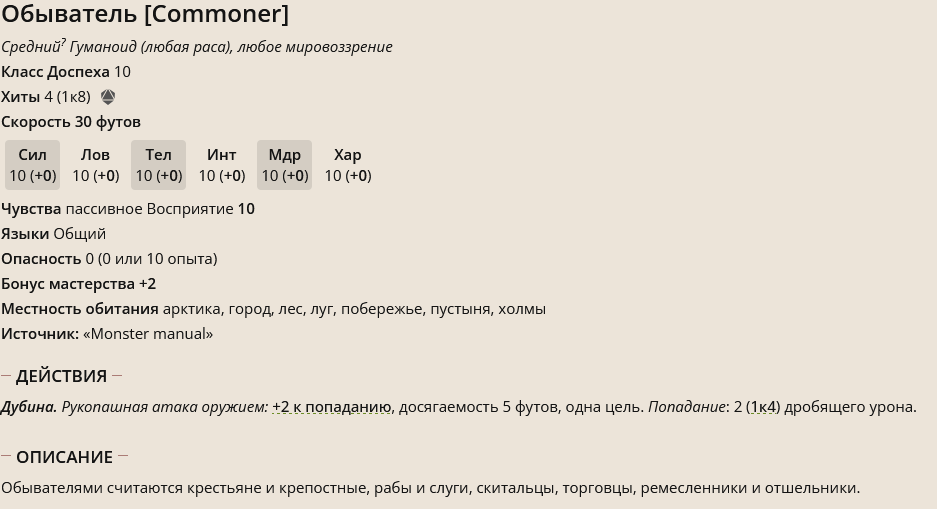 Обыватель [Commoner]
Средний? Гуманоид (любая раса), любое мировоззрение
Класс Доспеха 10
Хиты 4 (1к8)
Скорость 30 футов
Сил Лов Тел Инт Мдр Хар
10 (+0) 10 (+0) 10 (+0) 10 (+0) 10 (+0) 10 (+0)
Чувства пассивное Восприятие 10
Языки Общий
Опасность 0 (0 или 10 опыта)
Бонус мастерства +2
Местность обитания арктика, город, лес, луг, побережье, пустыня, холмы
Источник: «Monster manual»
ДЕЙСТВИЯ
Дубина. Рукопашная атака оружием: +2 к попаданию, досягаемость 5 футов, одна цель. Попадание: 2 (1к4) дробящего урона.
ОПИСАНИЕ
Обывателями считаются крестьяне и крепостные, рабы и слуги, скитальцы, торговцы, ремесленники и отшельники.